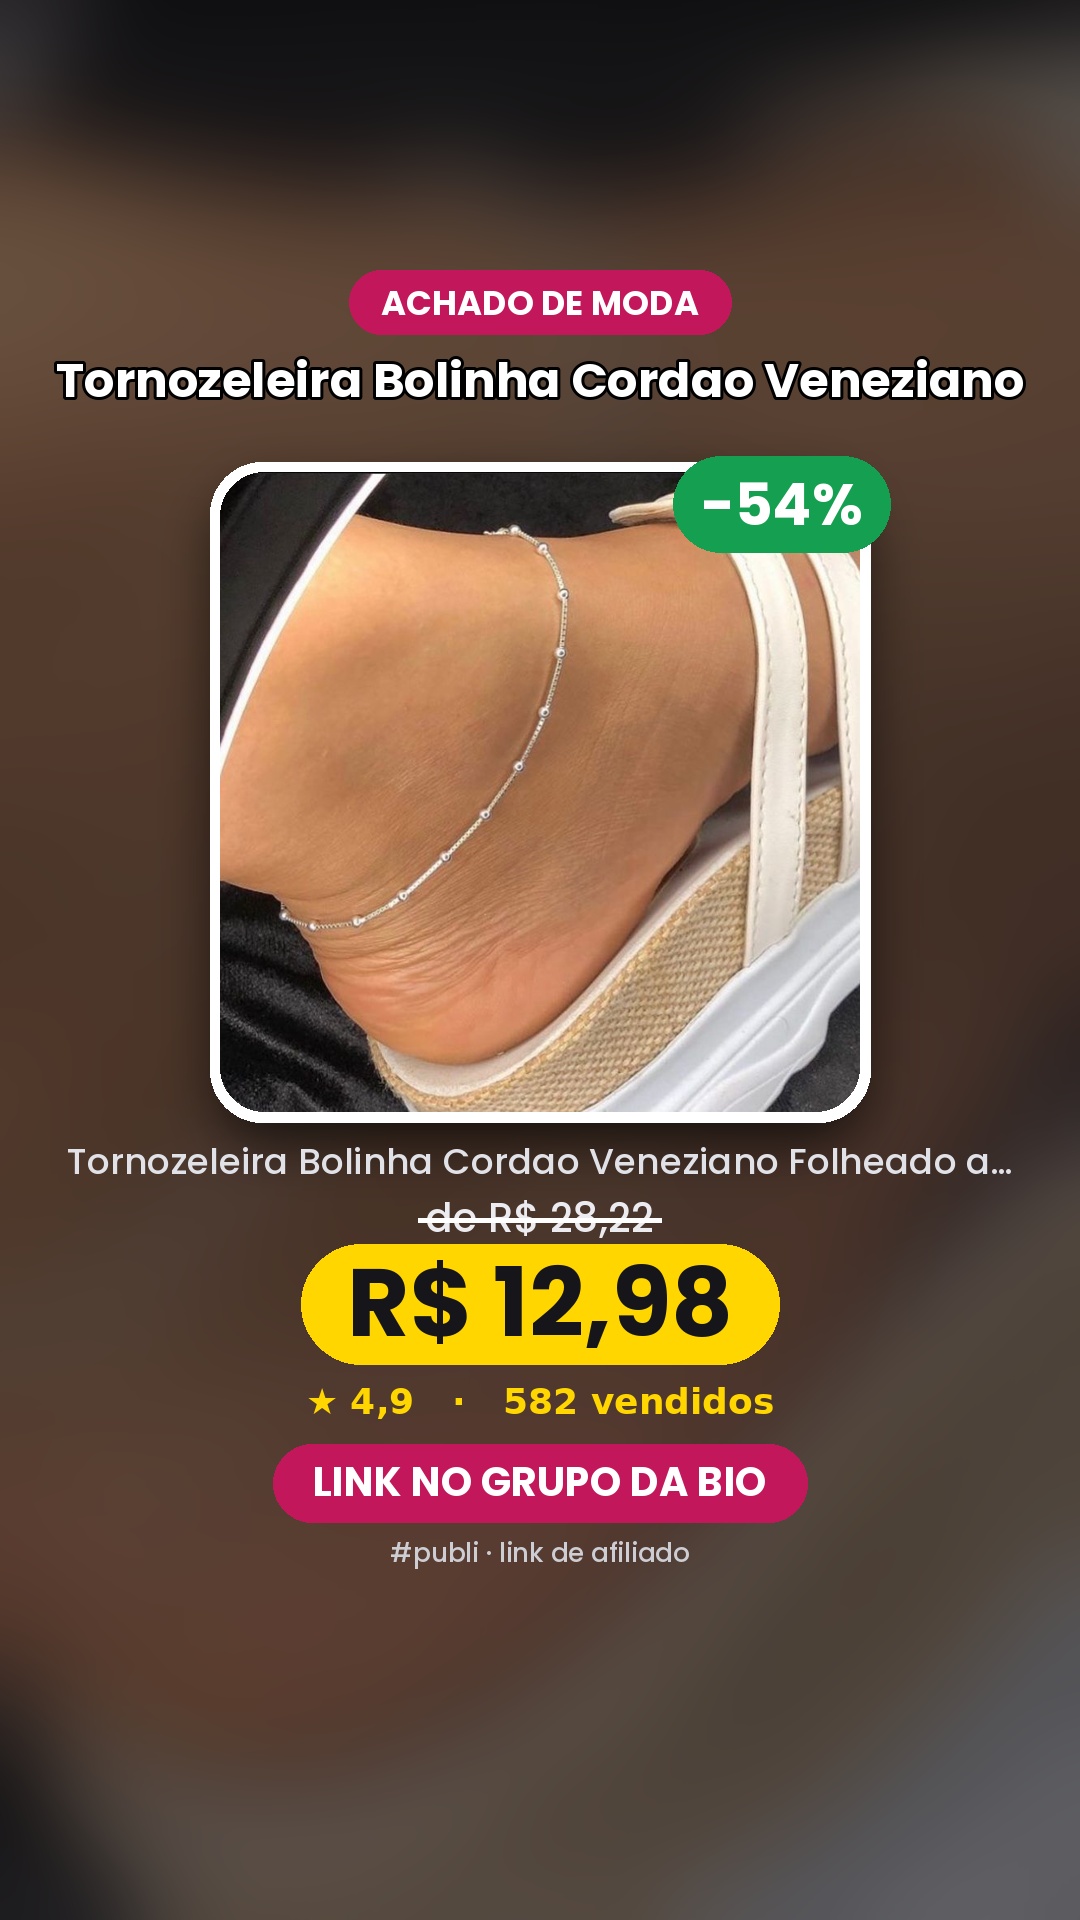 ACHADO DE MODA
Tornozeleira Bolinha Cordao Veneziano
-54%
Tornozeleira Bolinha Cordao Veneziano Folheado a...
de R$ 28,22
R$ 12,98
★ 4,9 · 582 vendidos
LINK NO GRUPO DA BIO
#publi · link de afiliado